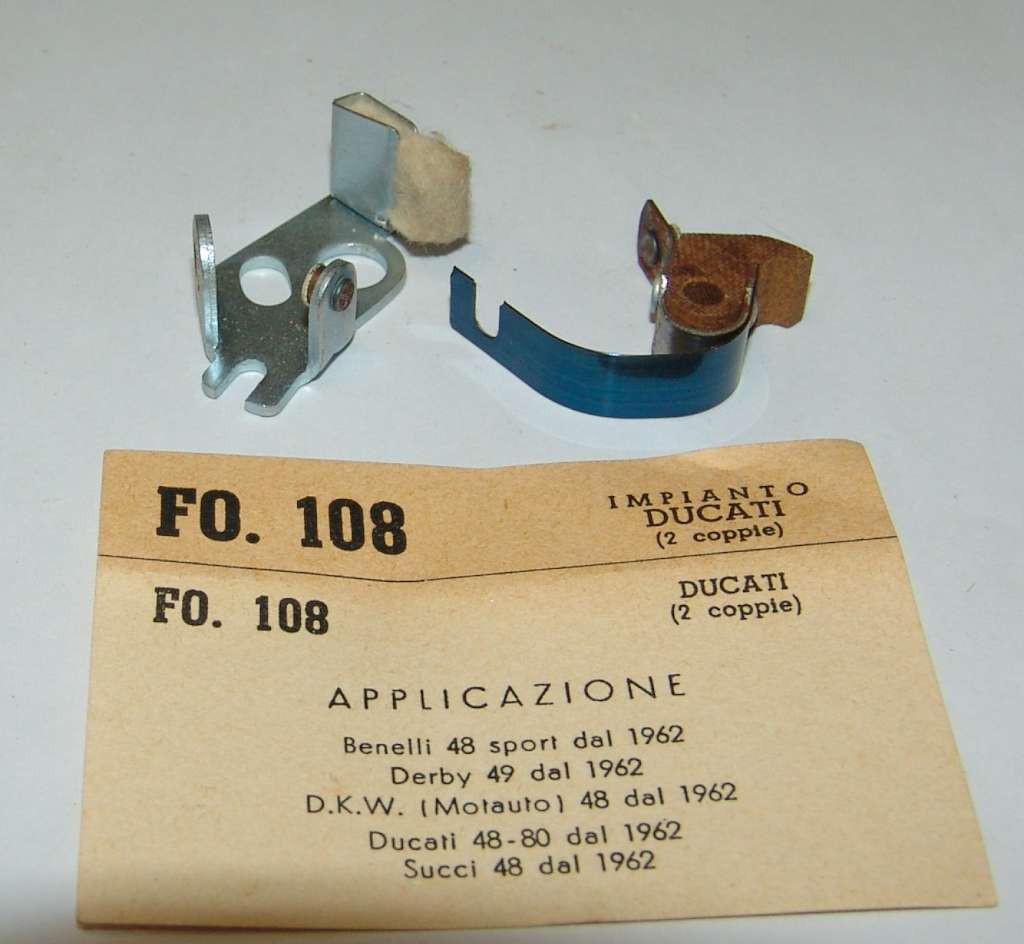 FO. 108
IMPIANTO
DUCATI
(2 coppie)
FO. 108
DUCATI
(2 coppie)
APPLICAZIONE
Benelli 48 sport dal 1962
Derby 49 dal 1962
D.K.W. (Motauto) 48 dal 1962
Ducati 48-80 dal 1962
Succi 48 dal 1962